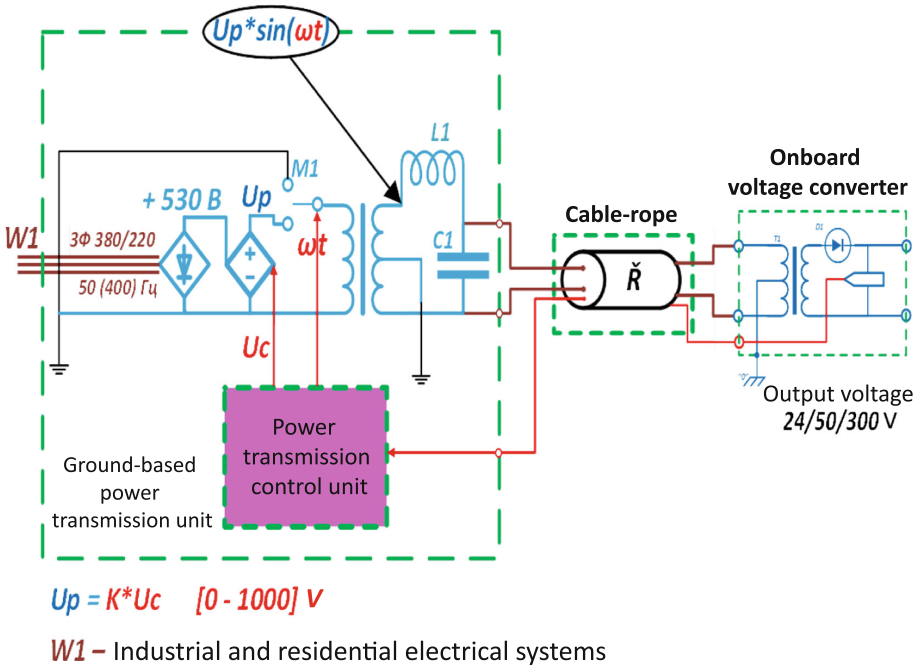 Up*sin(ωt)
L1
M1
Onboard
voltage converter
+ 530 В
Up
Cable-rope
W1
3Ф 380/220
ωt
C1
T1
D1
Ř
50 (400) Гц
Uc
"0"
Output voltage
24/50/300 V
Power
transmission
control unit
Ground-based
power
transmission unit
Up = K*Uc [0 - 1000] V
W1 – Industrial and residential electrical systems